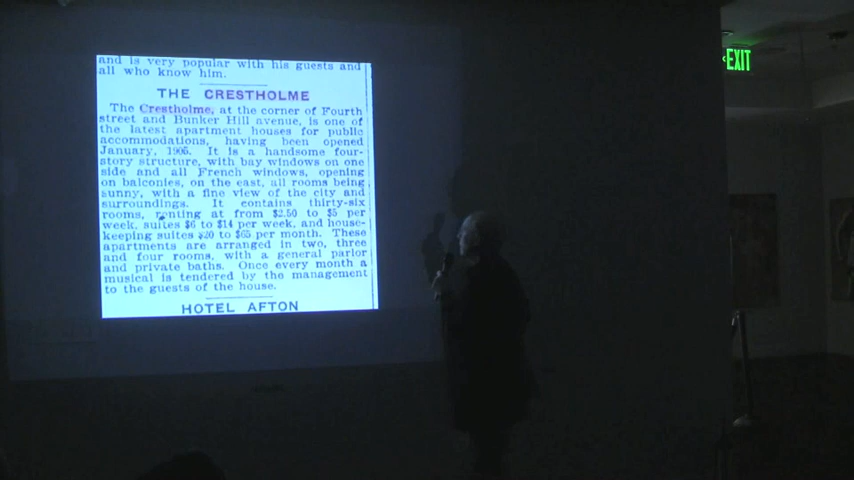 and is very popular with his guests and
all who know him.
THE CRESTHOLME
The Crestholme, at the corner of Fourth
street and Bunker Hill avenue, is one of
the latest apartment houses for public
accommodations, having been opened
January, 1905. It is a handsome four-
story structure, with bay windows on one
side and all French windows, opening
on balconies, on the east, all rooms being
sunny, with a fine view of the city and
surroundings. It contains thirty-six
rooms, renting at from $2.50 to $5 per
week, suites $6 to $14 per week, and house-
keeping suites $20 to $65 per month. These
apartments are arranged in two, three
and four rooms, with a general parlor
and private baths. Once every month a
musical is tendered by the management
to the guests of the house.
HOTEL AFTON
EXIT